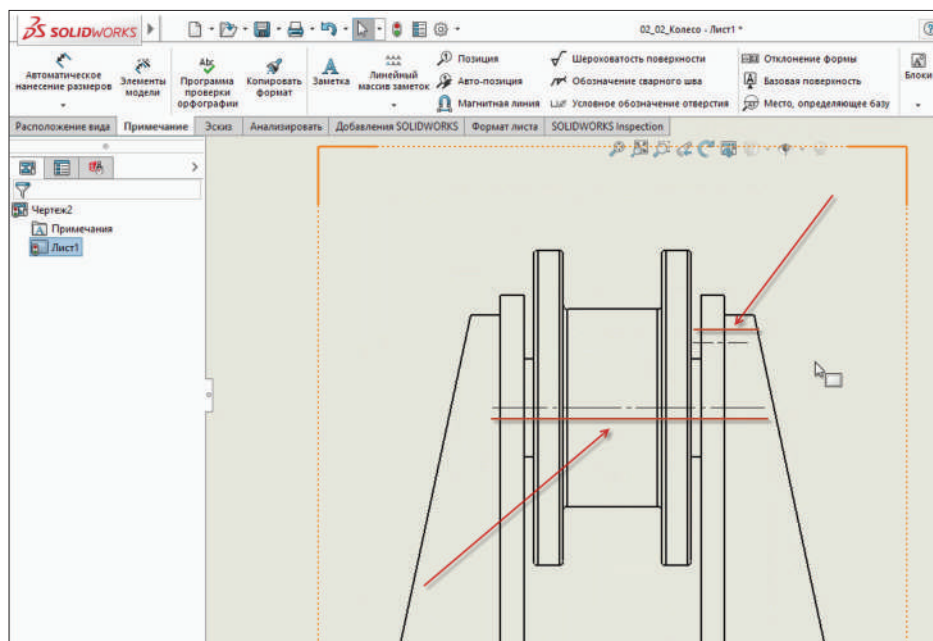 SOLIDWORKS
02_02_Колесо - Лист1 *
Автоматическое нанесение размеров
Элементы модели
Программа проверки орфографии
Копировать формат
Заметка
Линейный массив заметок
Позиция
Авто-позиция
Магнитная линия
Шероховатость поверхности
Обозначение сварного шва
Условное обозначение отверстия
Отклонение формы
Базовая поверхность
Место, определяющее базу
Блоки
Расположение вида
Примечание
Эскиз
Анализировать
Добавления SOLIDWORKS
Формат листа
SOLIDWORKS Inspection
Чертеж2
Примечания
Лист1